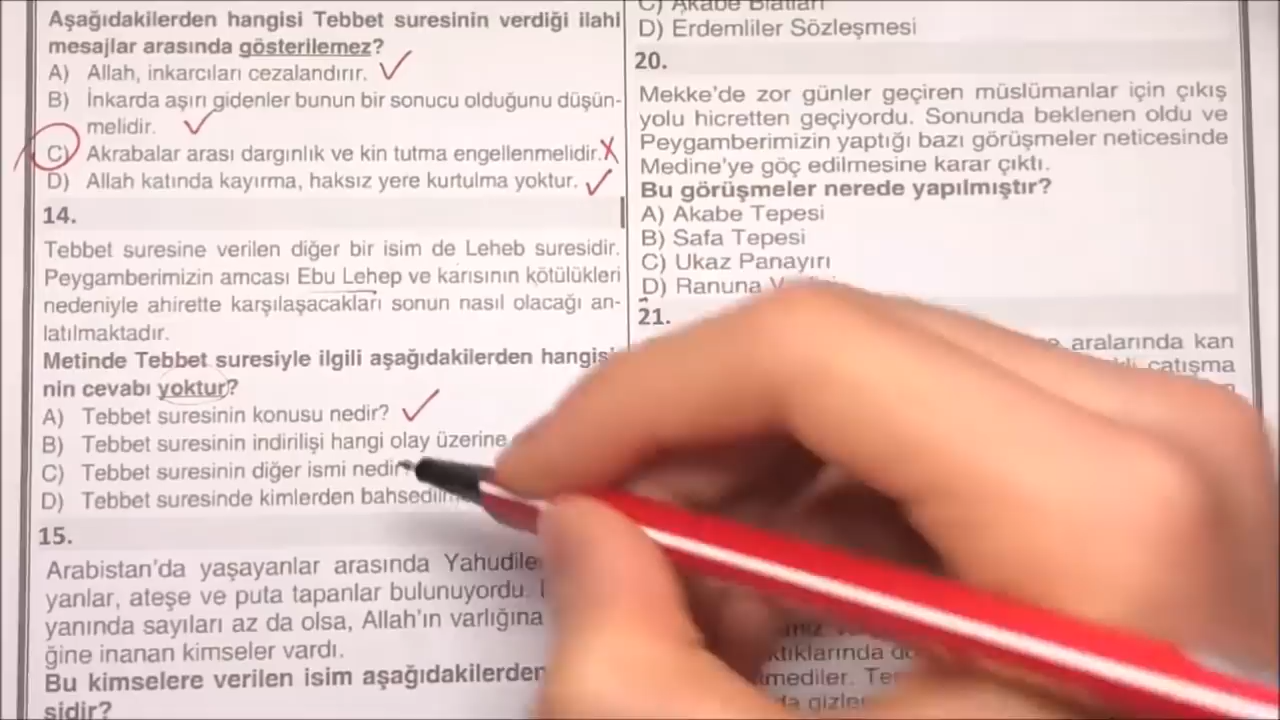 Aşağıdakilerden hangisi Tebbet suresinin verdiği ilahi
mesajlar arasında gösterilemez?
A) Allah, inkarcıları cezalandırır.
B) İnkarda aşırı gidenler bunun bir sonucu olduğunu düşün-
melidir.
C) Akrabalar arası dargınlık ve kin tutma engellenmelidir.
D) Allah katında kayırma, haksız yere kurtulma yoktur.
14.
Tebbet suresine verilen diğer bir isim de Leheb suresidir.
Peygamberimizin amcası Ebu Lehep ve karısının kötülükleri
nedeniyle ahirette karşılaşacakları sonun nasıl olacağı an-
latılmaktadır.
Metinde Tebbet suresiyle ilgili aşağıdakilerden hangisi
nin cevabı yoktur?
A) Tebbet suresinin konusu nedir?
B) Tebbet suresinin indirilişi hangi olay üzerine
C) Tebbet suresinin diğer ismi nedir
D) Tebbet suresinde kimlerden
15.
Arabistan'da yaşayanlar arasında
yanlar, ateşe ve puta tapanlar bulunuyordu.
yanında sayıları az da olsa, Allah'ın varlığına
ğine inanan kimseler vardı.
Bu kimselere verilen isim aşağıdakilerden
sidir?
C) Akabe Biatları
D) Erdemliler Sözleşmesi
20.
Mekke'de zor günler geçiren müslümanlar için çıkış
yolu hicretten geçiyordu. Sonunda beklenen oldu ve
Peygamberimizin yaptığı bazı görüşmeler neticesinde
Medine'ye göç edilmesine karar çıktı.
Bu görüşmeler nerede yapılmıştır?
A) Akabe Tepesi
B) Safa Tepesi
C) Ukaz Panayırı
D) Ranuna
21.
aralarında kan
çatışma